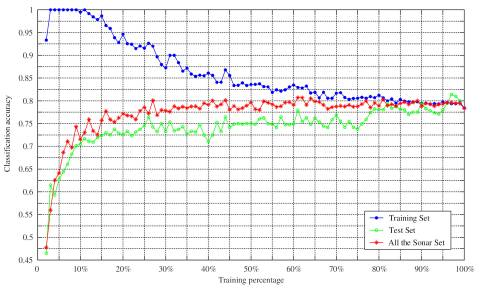 1
0.95
0.9
0.85
0.8
0.75
0.7
0.65
0.6
0.55
0.5
0.45
Classification accuracy
0 10% 20% 30% 40% 50% 60% 70% 80% 90% 100%
Training percentage
Training Set
Test Set
All the Sonar Set